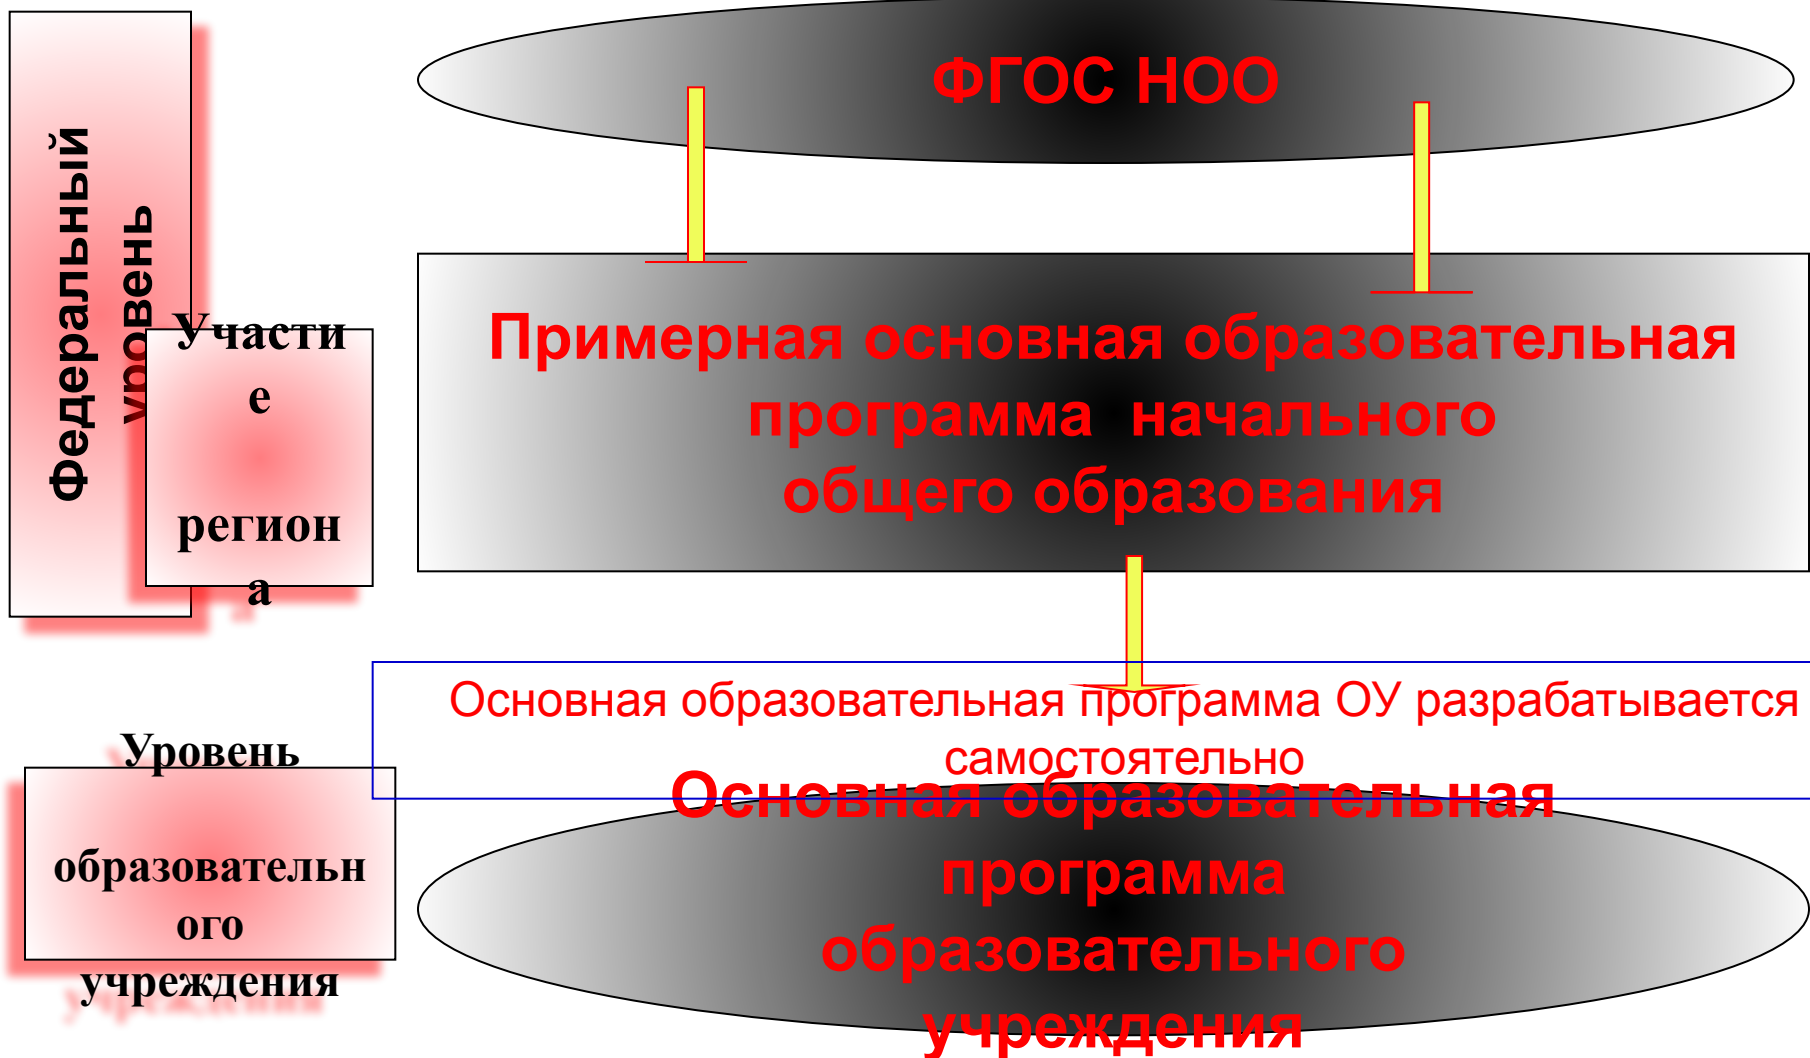 ФГОС НОО
Федеральный
уровень
Участи
е
регион
а
Примерная основная образовательная
программа начального
общего образования
Основная образовательная программа ОУ разрабатывается
самостоятельно
Уровень
образовательн
ого
учреждения
Основная образовательная
программа
образовательного
учреждения